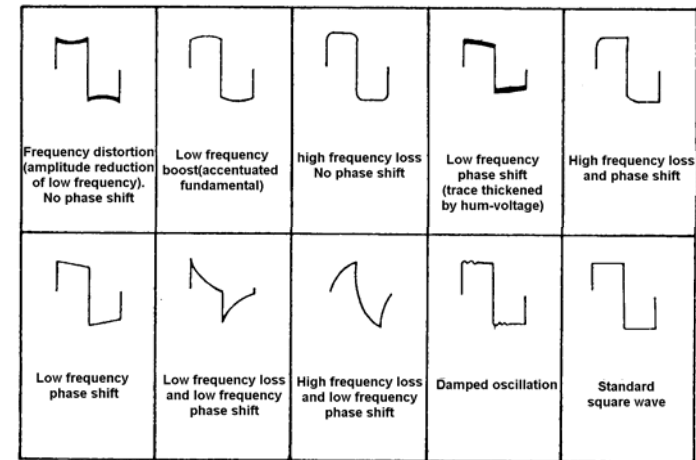 Frequency distortion
(amplitude reduction
of low frequency).
No phase shift
Low frequency
boost(accentuated
fundamental)
high frequency loss
No phase shift
Low frequency
phase shift
(trace thickened
by hum-voltage)
High frequency loss
and phase shift
Low frequency
phase shift
Low frequency loss
and low frequency
phase shift
High frequency loss
and low frequency
phase shift
Damped oscillation
Standard
square wave